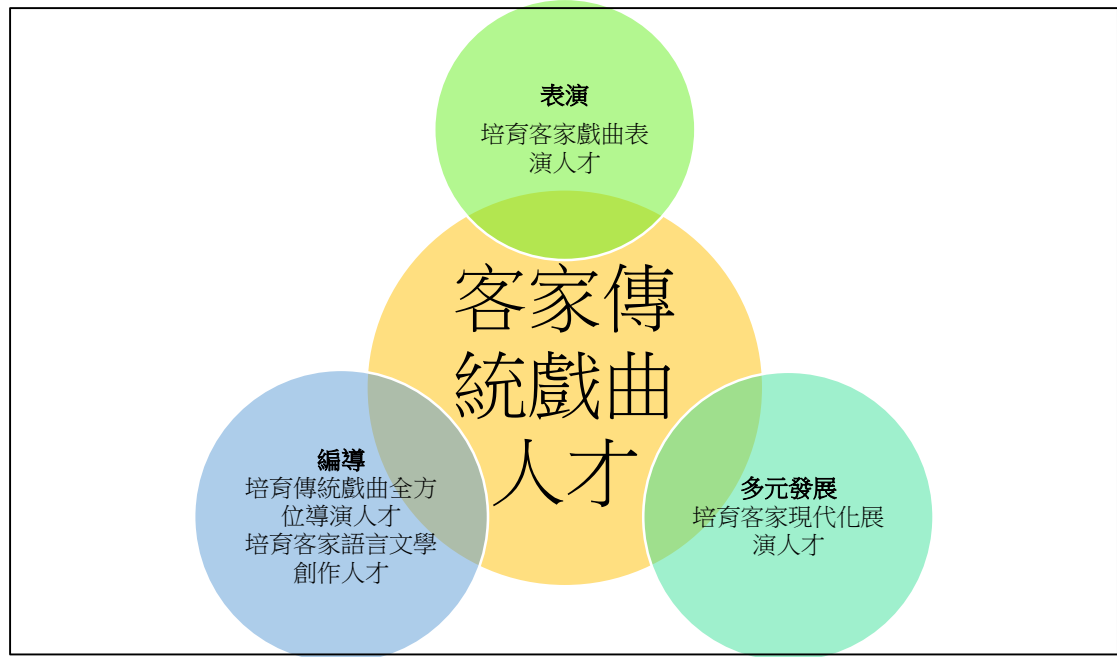 表演
培育客家戲曲表
演人才
客家傳
統戲曲
人才
編導
培育傳統戲曲全方
位導演人才
培育客家語言文學
創作人才
多元發展
培育客家現代化展
演人才